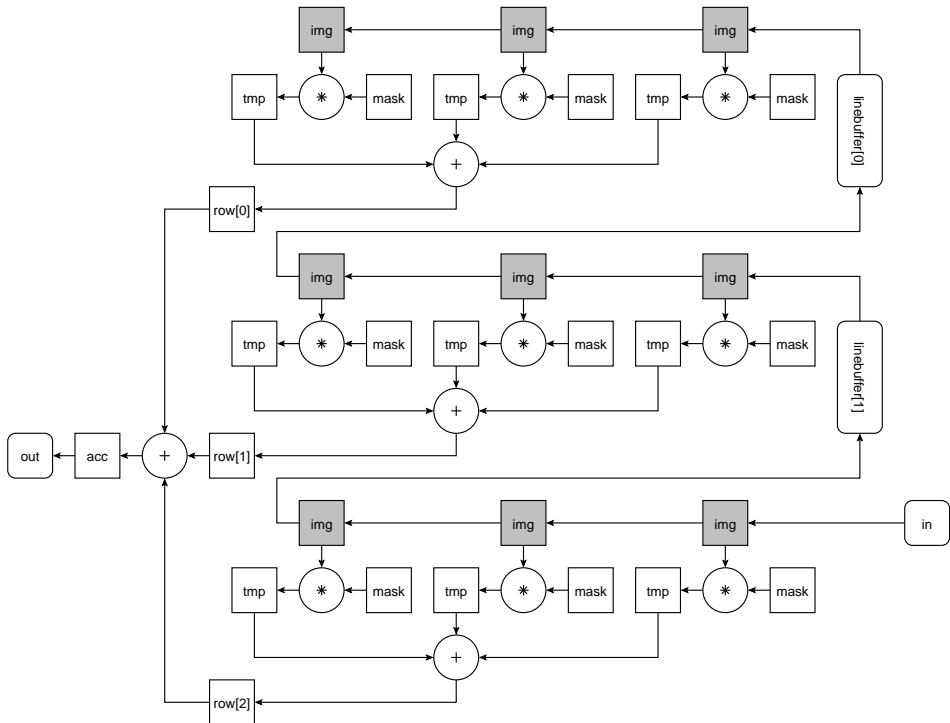 img img img
tmp * mask tmp * mask tmp * mask
linebuffer[0]
+
row[0]
img img img
tmp * mask tmp * mask tmp * mask
linebuffer[1]
+
out acc + row[1]
img img img in
tmp * mask tmp * mask tmp * mask
+
row[2]